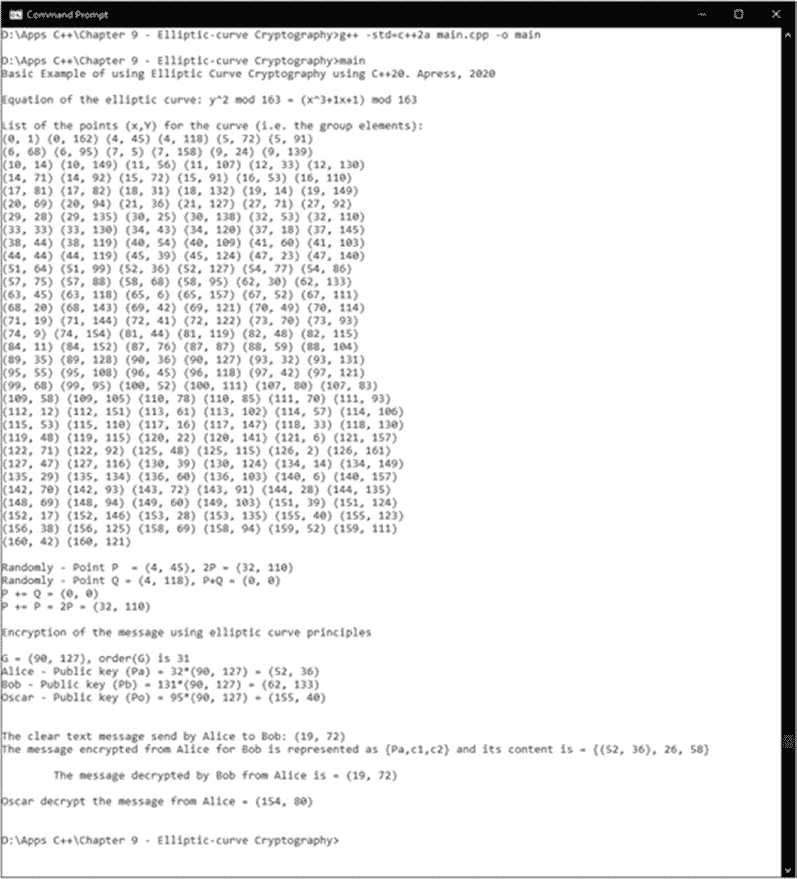 Command Prompt
D:\Apps C++\Chapter 9 - Elliptic-curve Cryptography>g++ -std=c++2a main.cpp -o main
D:\Apps C++\Chapter 9 - Elliptic-curve Cryptography>main
Basic Example of using Elliptic Curve Cryptography using C++20. Apress, 2020
Equation of the elliptic curve: y^2 mod 163 = (x^3+1x+1) mod 163
List of the points (x,Y) for the curve (i.e. the group elements):
(0, 1) (0, 162) (4, 45) (4, 118) (5, 72) (5, 91)
(6, 68) (6, 95) (7, 5) (7, 158) (9, 24) (9, 139)
(10, 14) (10, 149) (11, 56) (11, 107) (12, 33) (12, 130)
(14, 71) (14, 92) (15, 72) (15, 91) (16, 53) (16, 110)
(17, 81) (17, 82) (18, 31) (18, 132) (19, 14) (19, 149)
(20, 69) (20, 94) (21, 36) (21, 127) (27, 71) (27, 92)
(29, 28) (29, 135) (30, 25) (30, 138) (32, 53) (32, 110)
(33, 33) (33, 130) (34, 43) (34, 120) (37, 18) (37, 145)
(38, 44) (38, 119) (40, 54) (40, 109) (41, 60) (41, 103)
(44, 44) (44, 119) (45, 39) (45, 124) (47, 23) (47, 140)
(51, 64) (51, 99) (52, 36) (52, 127) (54, 77) (54, 86)
(57, 75) (57, 88) (58, 68) (58, 95) (62, 30) (62, 133)
(63, 45) (63, 118) (65, 6) (65, 157) (67, 52) (67, 111)
(68, 20) (68, 143) (69, 42) (69, 121) (70, 49) (70, 114)
(71, 19) (71, 144) (72, 41) (72, 122) (73, 70) (73, 93)
(74, 9) (74, 154) (81, 44) (81, 119) (82, 48) (82, 115)
(84, 11) (84, 152) (87, 76) (87, 87) (88, 59) (88, 104)
(89, 35) (89, 128) (90, 36) (90, 127) (93, 32) (93, 131)
(95, 55) (95, 108) (96, 45) (96, 118) (97, 42) (97, 121)
(99, 68) (99, 95) (100, 52) (100, 111) (107, 80) (107, 83)
(109, 58) (109, 105) (110, 78) (110, 85) (111, 70) (111, 93)
(112, 12) (112, 151) (113, 61) (113, 102) (114, 57) (114, 106)
(115, 53) (115, 110) (117, 16) (117, 147) (118, 33) (118, 130)
(119, 48) (119, 115) (120, 22) (120, 141) (121, 6) (121, 157)
(122, 71) (122, 92) (125, 48) (125, 115) (126, 2) (126, 161)
(127, 47) (127, 116) (130, 39) (130, 124) (134, 14) (134, 149)
(135, 29) (135, 134) (136, 60) (136, 103) (140, 6) (140, 157)
(142, 70) (142, 93) (143, 72) (143, 91) (144, 28) (144, 135)
(148, 69) (148, 94) (149, 60) (149, 103) (151, 39) (151, 124)
(152, 17) (152, 146) (153, 28) (153, 135) (155, 40) (155, 123)
(156, 38) (156, 125) (158, 69) (158, 94) (159, 52) (159, 111)
(160, 42) (160, 121)
Randomly - Point P  = (4, 45), 2P = (32, 110)
Randomly - Point Q = (4, 118), P+Q = (0, 0)
P += Q = (0, 0)
P += P = 2P = (32, 110)
Encryption of the message using elliptic curve principles
G = (90, 127), order(G) is 31
Alice - Public key (Pa) = 32*(90, 127) = (52, 36)
Bob - Public key (Pb) = 131*(90, 127) = (62, 133)
Oscar - Public key (Po) = 95*(90, 127) = (155, 40)
The clear text message send by Alice to Bob: (19, 72)
The message encrypted from Alice for Bob is represented as {Pa,c1,c2} and its content is = {(52, 36), 26, 58}
The message decrypted by Bob from Alice is = (19, 72)
Oscar decrypt the message from Alice = (154, 80)
D:\Apps C++\Chapter 9 - Elliptic-curve Cryptography>